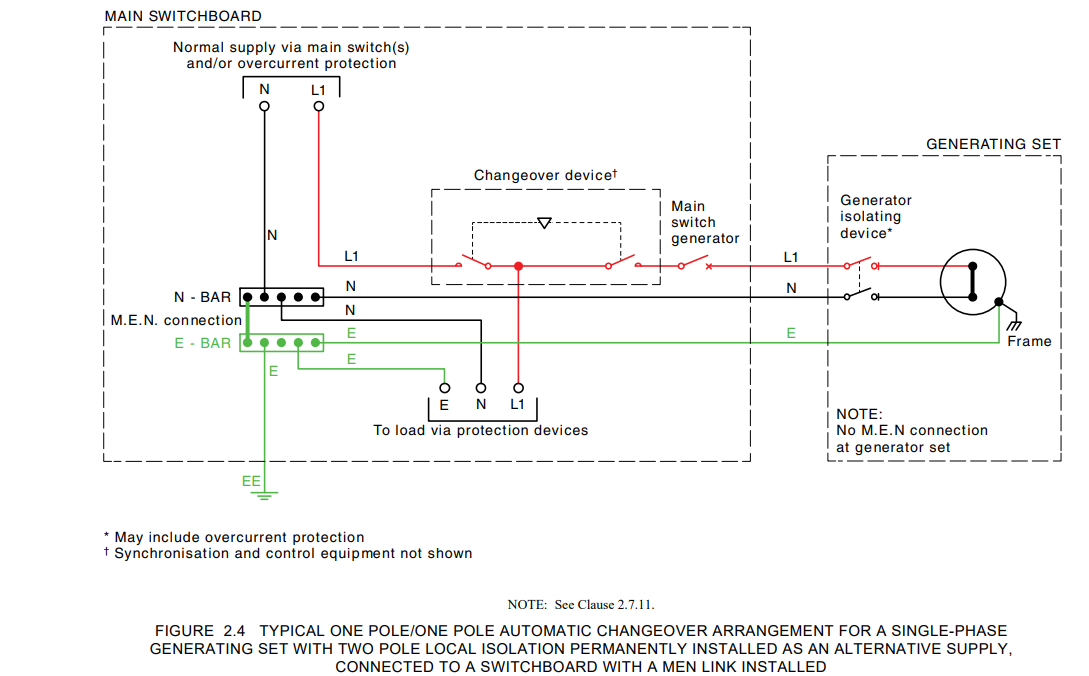 MAIN SWITCHBOARD
Normal supply via main switch(s)
and/or overcurrent protection
N
L1
GENERATING SET
Changeover device†
Main
switch
generator
Generator
isolating
device*
N
L1
L1
N - BAR
N
N
M.E.N. connection
N
E - BAR
E
E
Frame
E
E
E
N
L1
To load via protection devices
NOTE:
No M.E.N connection
at generator set
EE
* May include overcurrent protection
† Synchronisation and control equipment not shown
NOTE: See Clause 2.7.11.
FIGURE 2.4 TYPICAL ONE POLE/ONE POLE AUTOMATIC CHANGEOVER ARRANGEMENT FOR A SINGLE-PHASE
GENERATING SET WITH TWO POLE LOCAL ISOLATION PERMANENTLY INSTALLED AS AN ALTERNATIVE SUPPLY,
CONNECTED TO A SWITCHBOARD WITH A MEN LINK INSTALLED